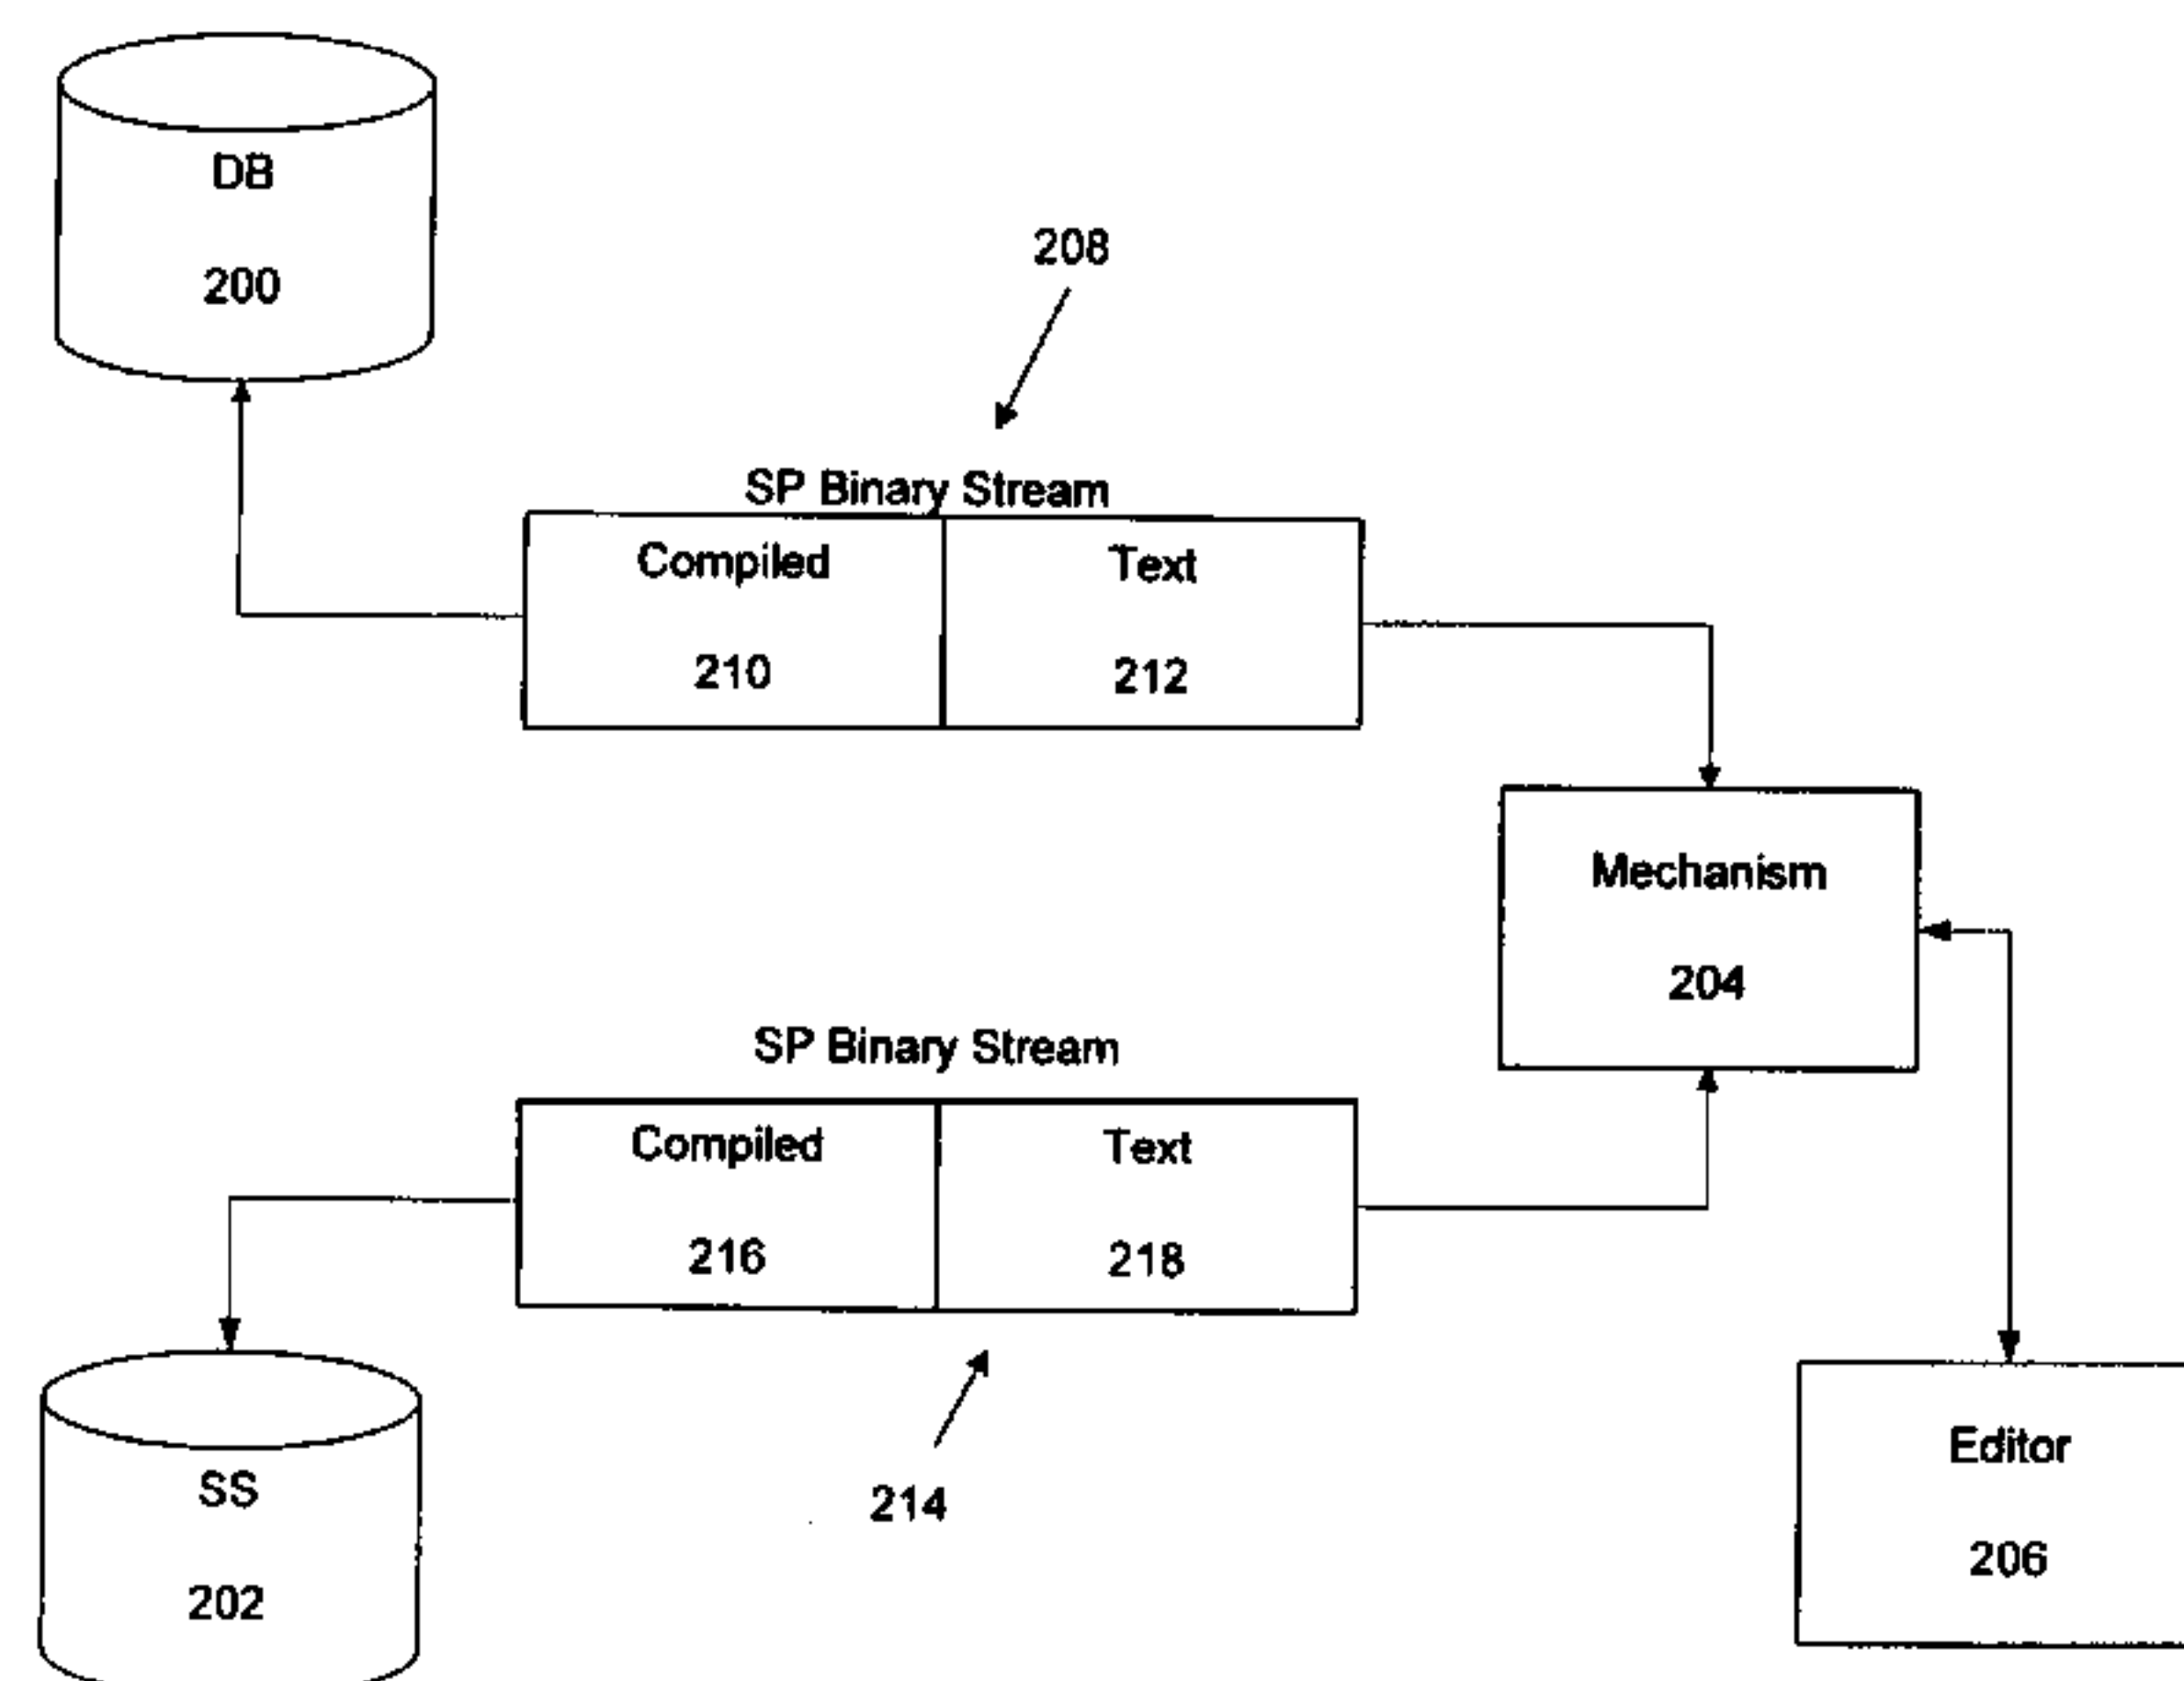 DB
200
208
SP Binary Stream
Compiled
Text
210
212
Mechanism
204
SP Binary Stream
Compiled
Text
216
218
214
SS
202
Editor
206